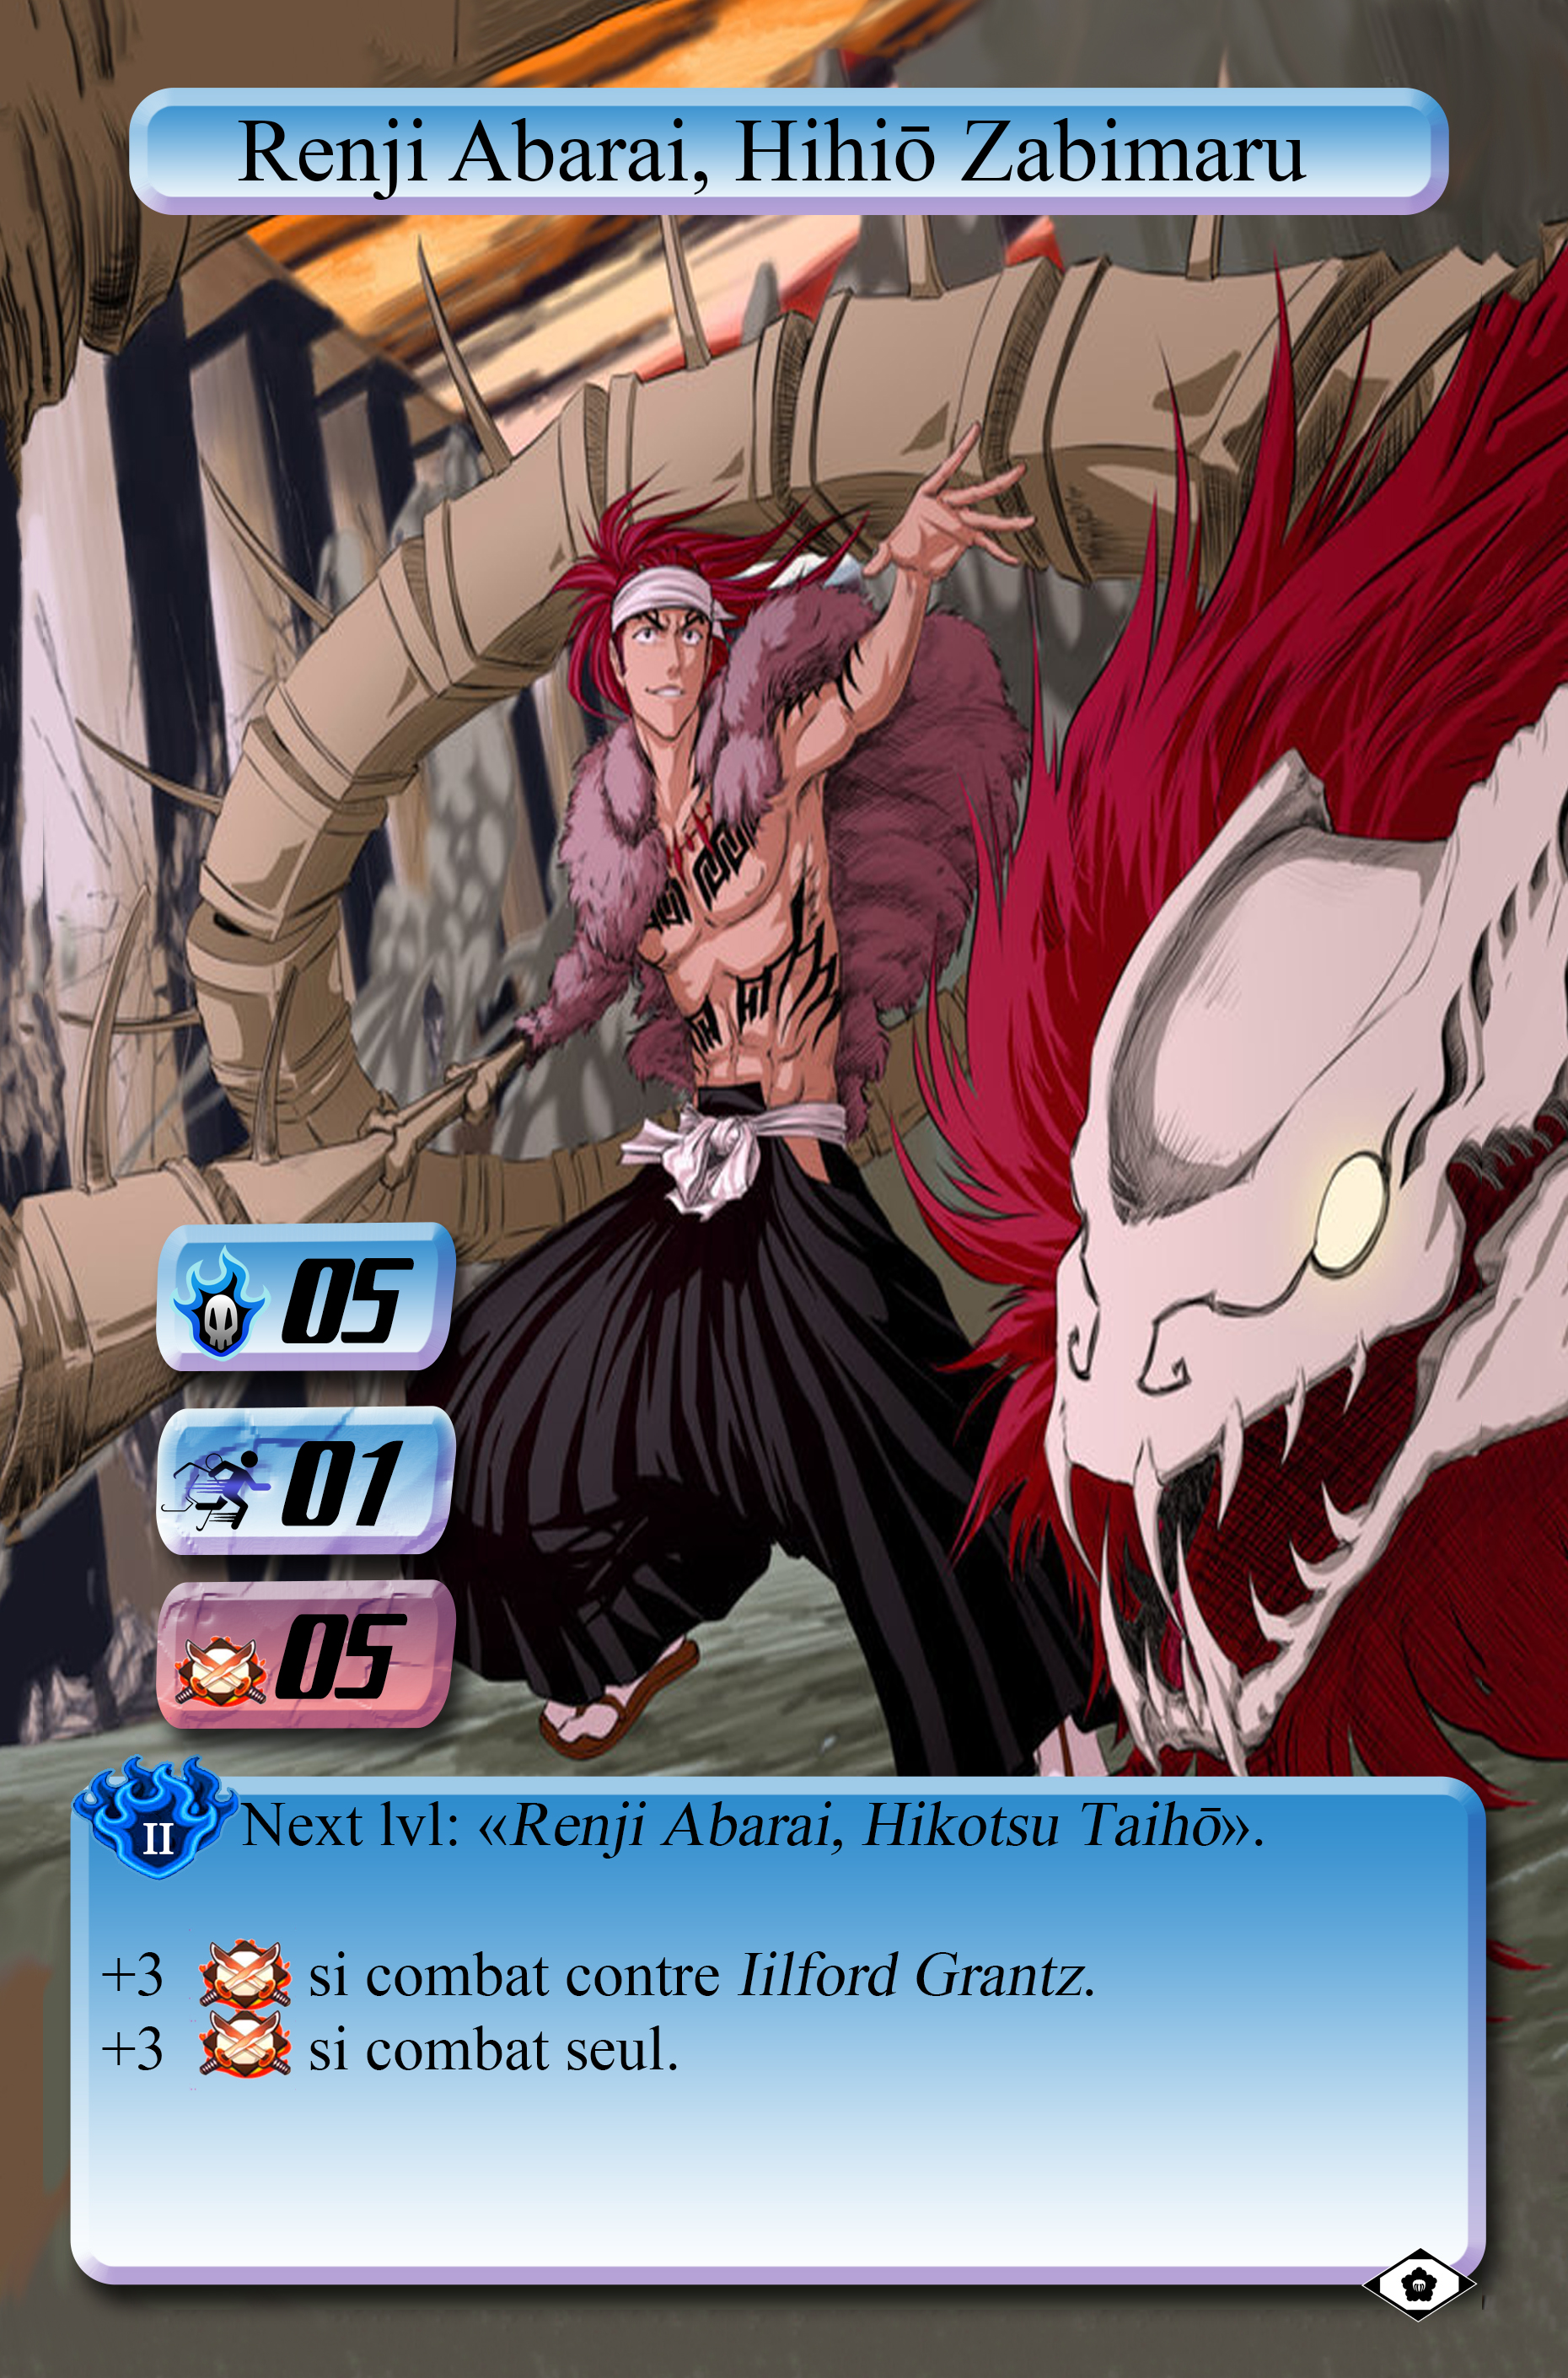 Renji Abarai, Hihiō Zabimaru
05
01
05
II
Next lvl: «Renji Abarai, Hikotsu Taihō».
+3 si combat contre Iilford Grantz.
+3 si combat seul.